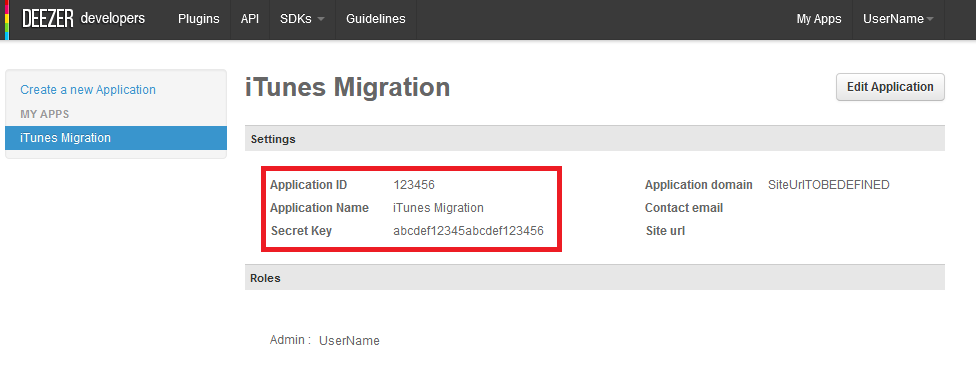 DEEZER developers Plugins API SDKs Guidelines My Apps UserName
Create a new Application
MY APPS
iTunes Migration
iTunes Migration Edit Application
Settings
Application ID 123456 Application domain SiteUrlTOBEDEFINED
Application Name iTunes Migration Contact email
Secret Key abcdef12345abcdef123456 Site url
Roles
Admin : UserName